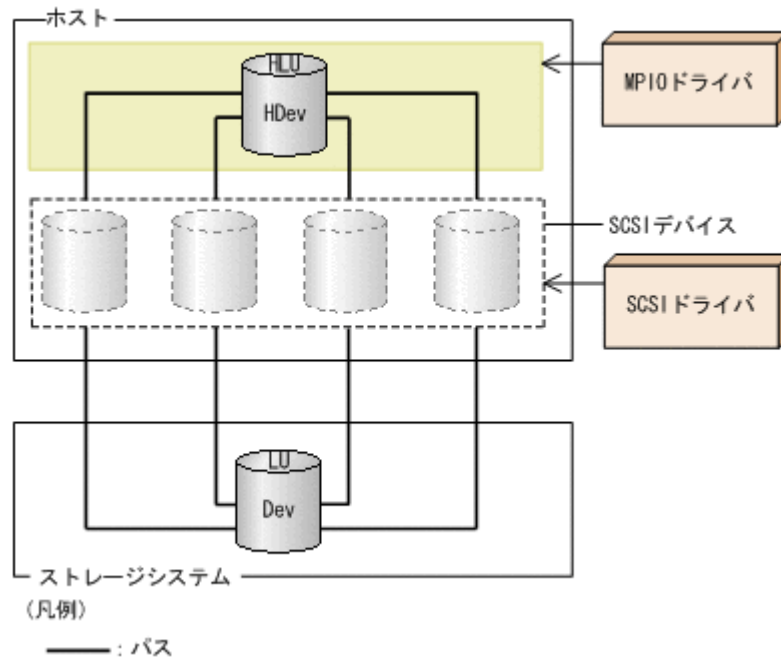 ホスト
HLU
HDev
MPIOドライバ
SCSIデバイス
SCSIドライバ
LU
Dev
ストレージシステム
(凡例)
: パス